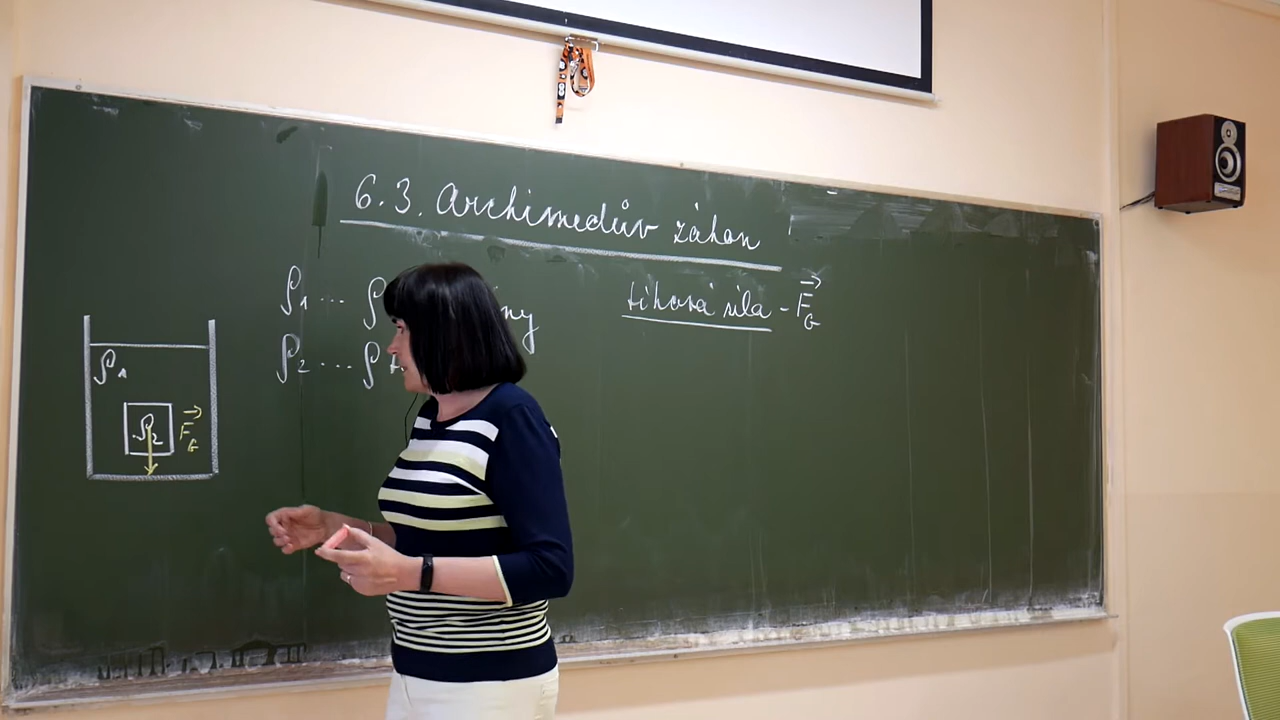 6.3. Archimedův zákon
ρ₁ ... ρ
tíhová síla - F⃗G
ρ₂ ... ρ
ρ₁
ρ₂ F⃗G